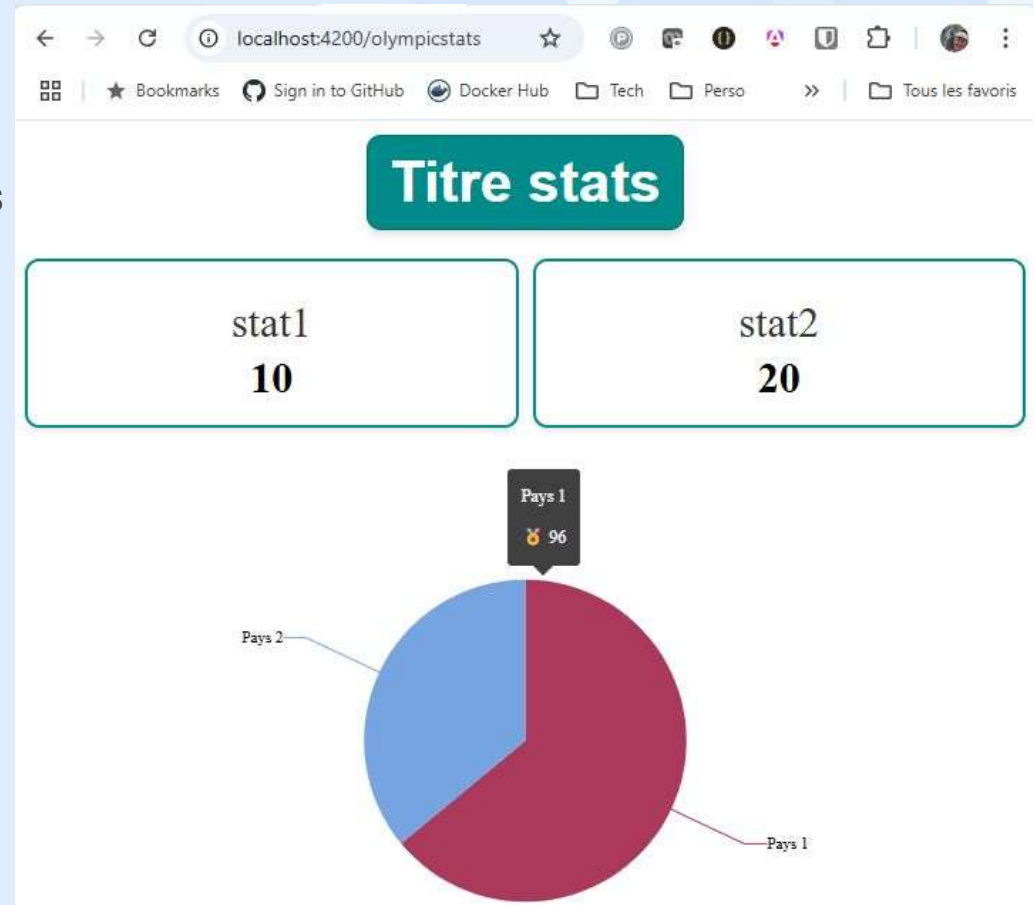 localhost:4200/olympicstats
Bookmarks Sign in to GitHub Docker Hub Tech Perso Tous les favoris
s
Titre stats
stat1
10
stat2
20
Pays 1
96
Pays 2
Pays 1